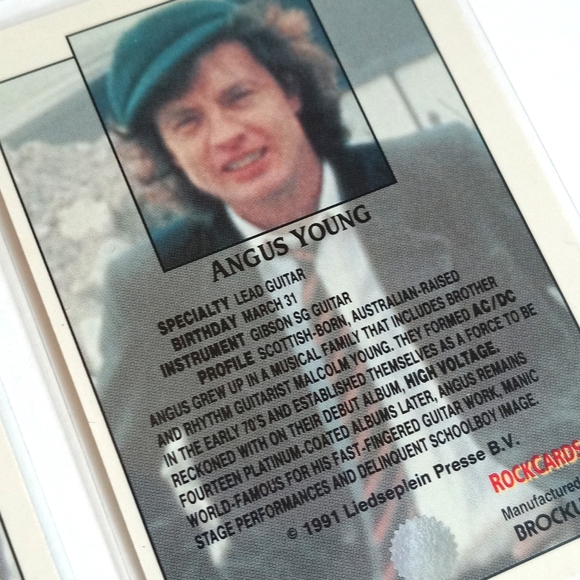 ANGUS YOUNG
SPECIALTY LEAD GUITAR
BIRTHDAY MARCH 31
INSTRUMENT GIBSON SG GUITAR
PROFILE SCOTTISH-BORN, AUSTRALIAN-RAISED
ANGUS GREW UP IN A MUSICAL FAMILY THAT INCLUDES BROTHER
AND RHYTHM GUITARIST MALCOLM YOUNG. THEY FORMED AC/DC
IN THE EARLY 70'S AND ESTABLISHED THEMSELVES AS A FORCE TO BE
RECKONED WITH ON THEIR DEBUT ALBUM, HIGH VOLTAGE.
FOURTEEN PLATINUM-COATED ALBUMS LATER, ANGUS REMAINS
WORLD-FAMOUS FOR HIS FAST-FINGERED GUITAR WORK, MANIC
STAGE PERFORMANCES AND DELINQUENT SCHOOLBOY IMAGE.
© 1991 Liedseplein Presse B.V.
ROCKCARDS
Manufactured
BROCKU